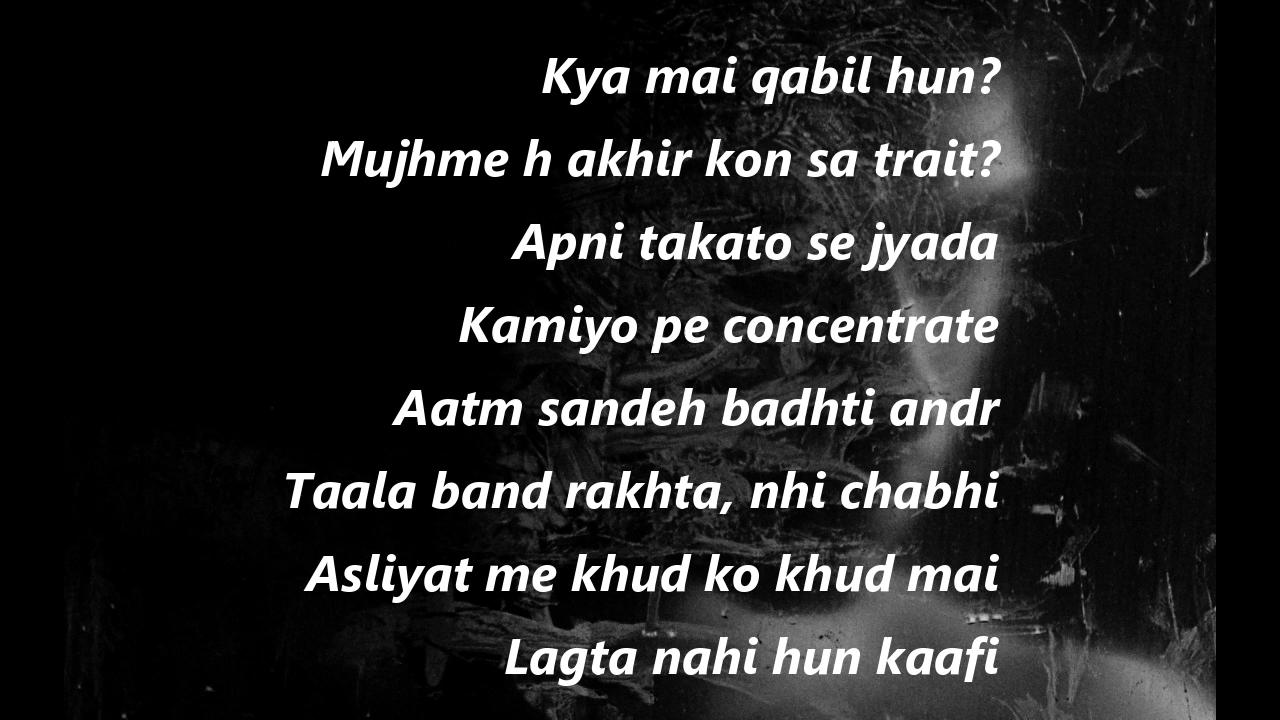 Kya mai qabil hun?
Mujhme h akhir kon sa trait?
Apni takato se jyada
Kamiyo pe concentrate
Aatm sandeh badhti andr
Taala band rakhta, nhi chabhi
Asliyat me khud ko khud mai
Lagta nahi hun kaafi